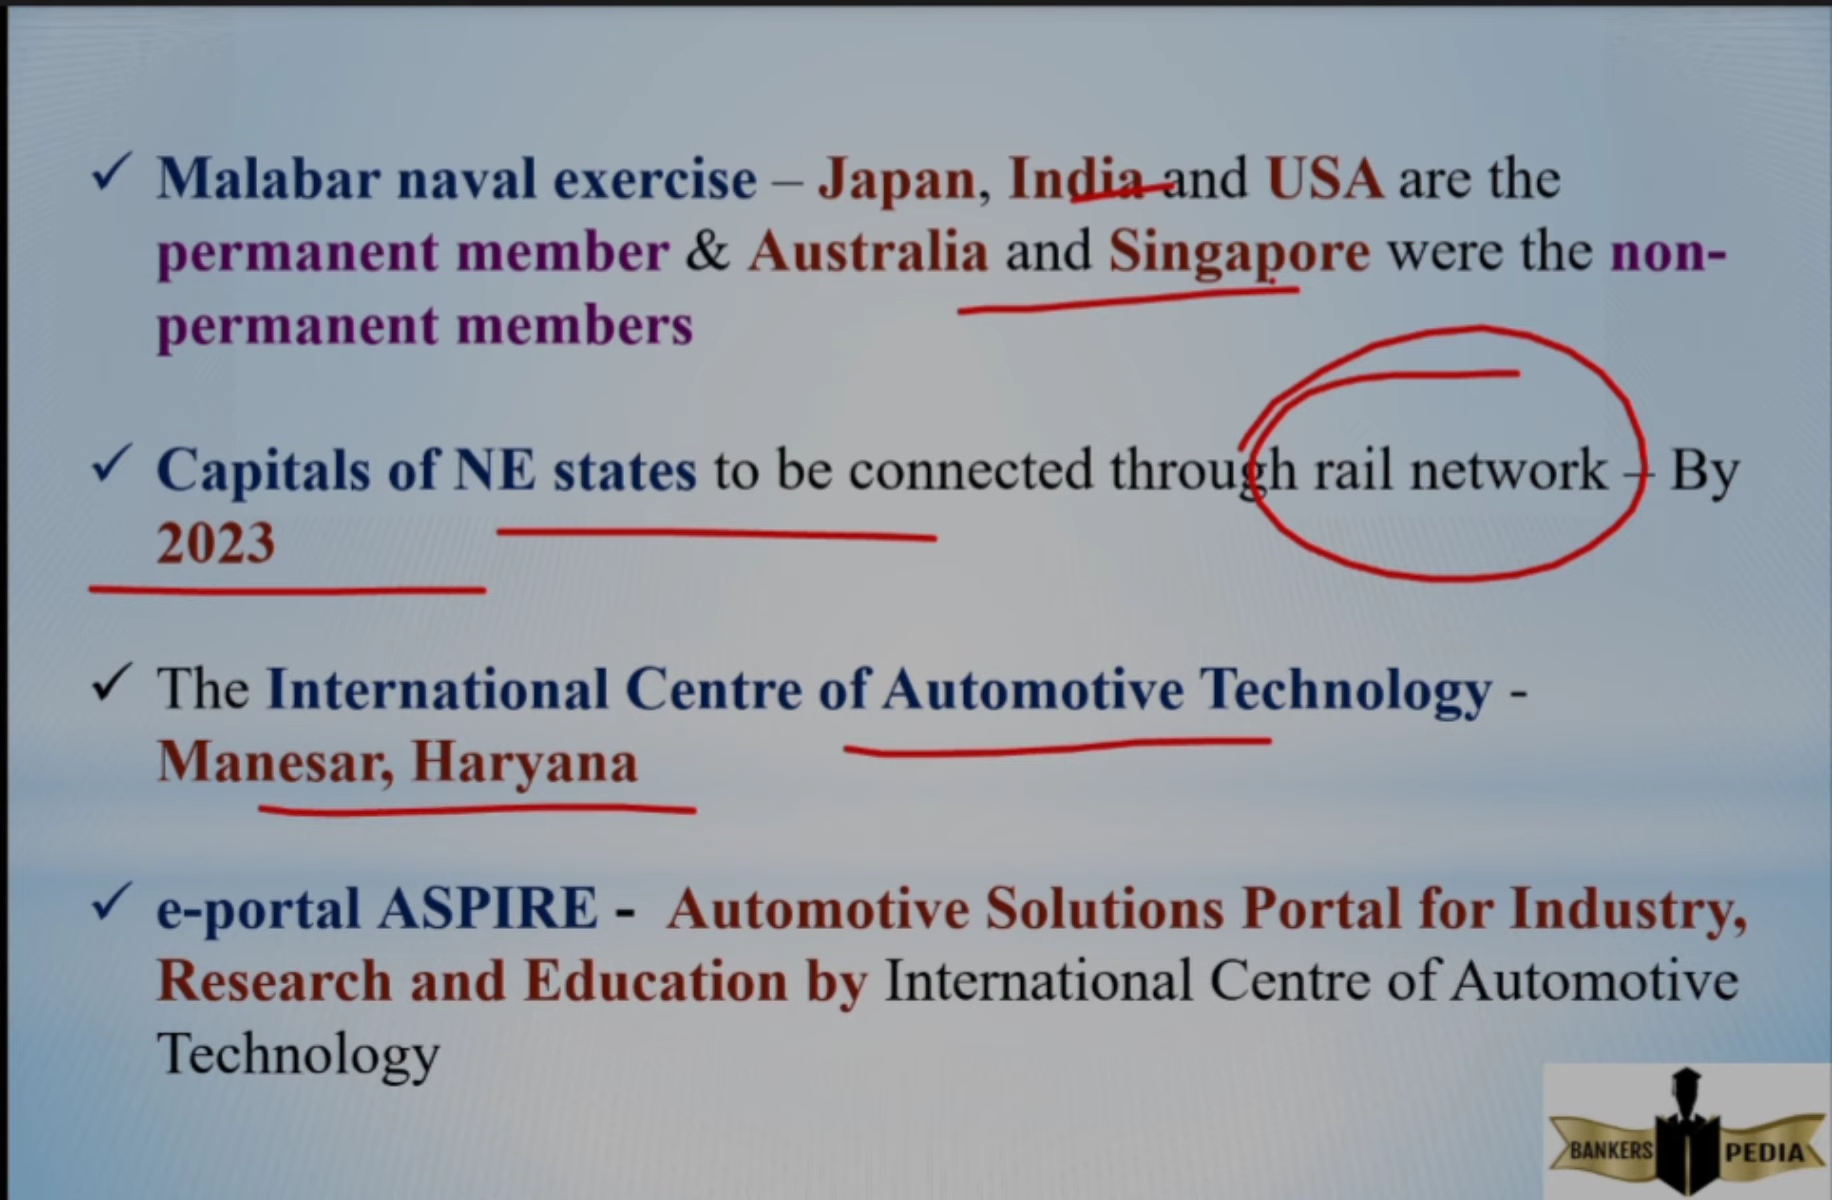 ✓ Malabar naval exercise – Japan, India and USA are the
permanent member & Australia and Singapore were the non-
permanent members
✓ Capitals of NE states to be connected through rail network – By
2023
✓ The International Centre of Automotive Technology -
Manesar, Haryana
✓ e-portal ASPIRE - Automotive Solutions Portal for Industry,
Research and Education by International Centre of Automotive
Technology
BANKERS PEDIA